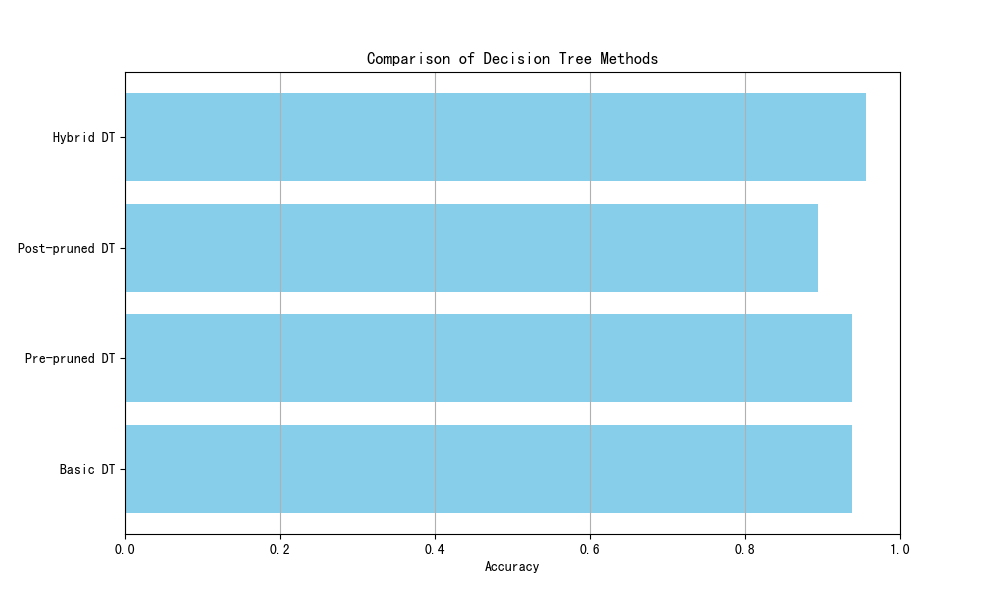 Comparison of Decision Tree Methods
Hybrid DT
Post-pruned DT
Pre-pruned DT
Basic DT
0.0 0.2 0.4 0.6 0.8 1.0
Accuracy